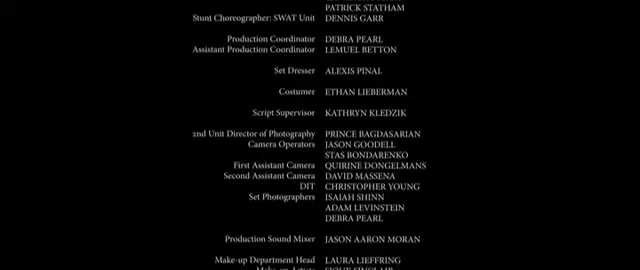 PATRICK STATHAM
Stunt Choreographer: SWAT Unit DENNIS GARR
Production Coordinator DEBRA PEARL
Assistant Production Coordinator LEMUEL BETTON
Set Dresser ALEXIS PINAL
Costumer ETHAN LIEBERMAN
Script Supervisor KATHRYN KLEDZIK
2nd Unit Director of Photography PRINCE BAGDASARIAN
Camera Operators JASON GOODELL
STAS BONDARENKO
First Assistant Camera QUIRINE DONGELMANS
Second Assistant Camera DAVID MASSENA
DIT CHRISTOPHER YOUNG
Set Photographers ISAIAH SHINN
ADAM LEVINSTEIN
DEBRA PEARL
Production Sound Mixer JASON AARON MORAN
Make-up Department Head LAURA LIEFFRING